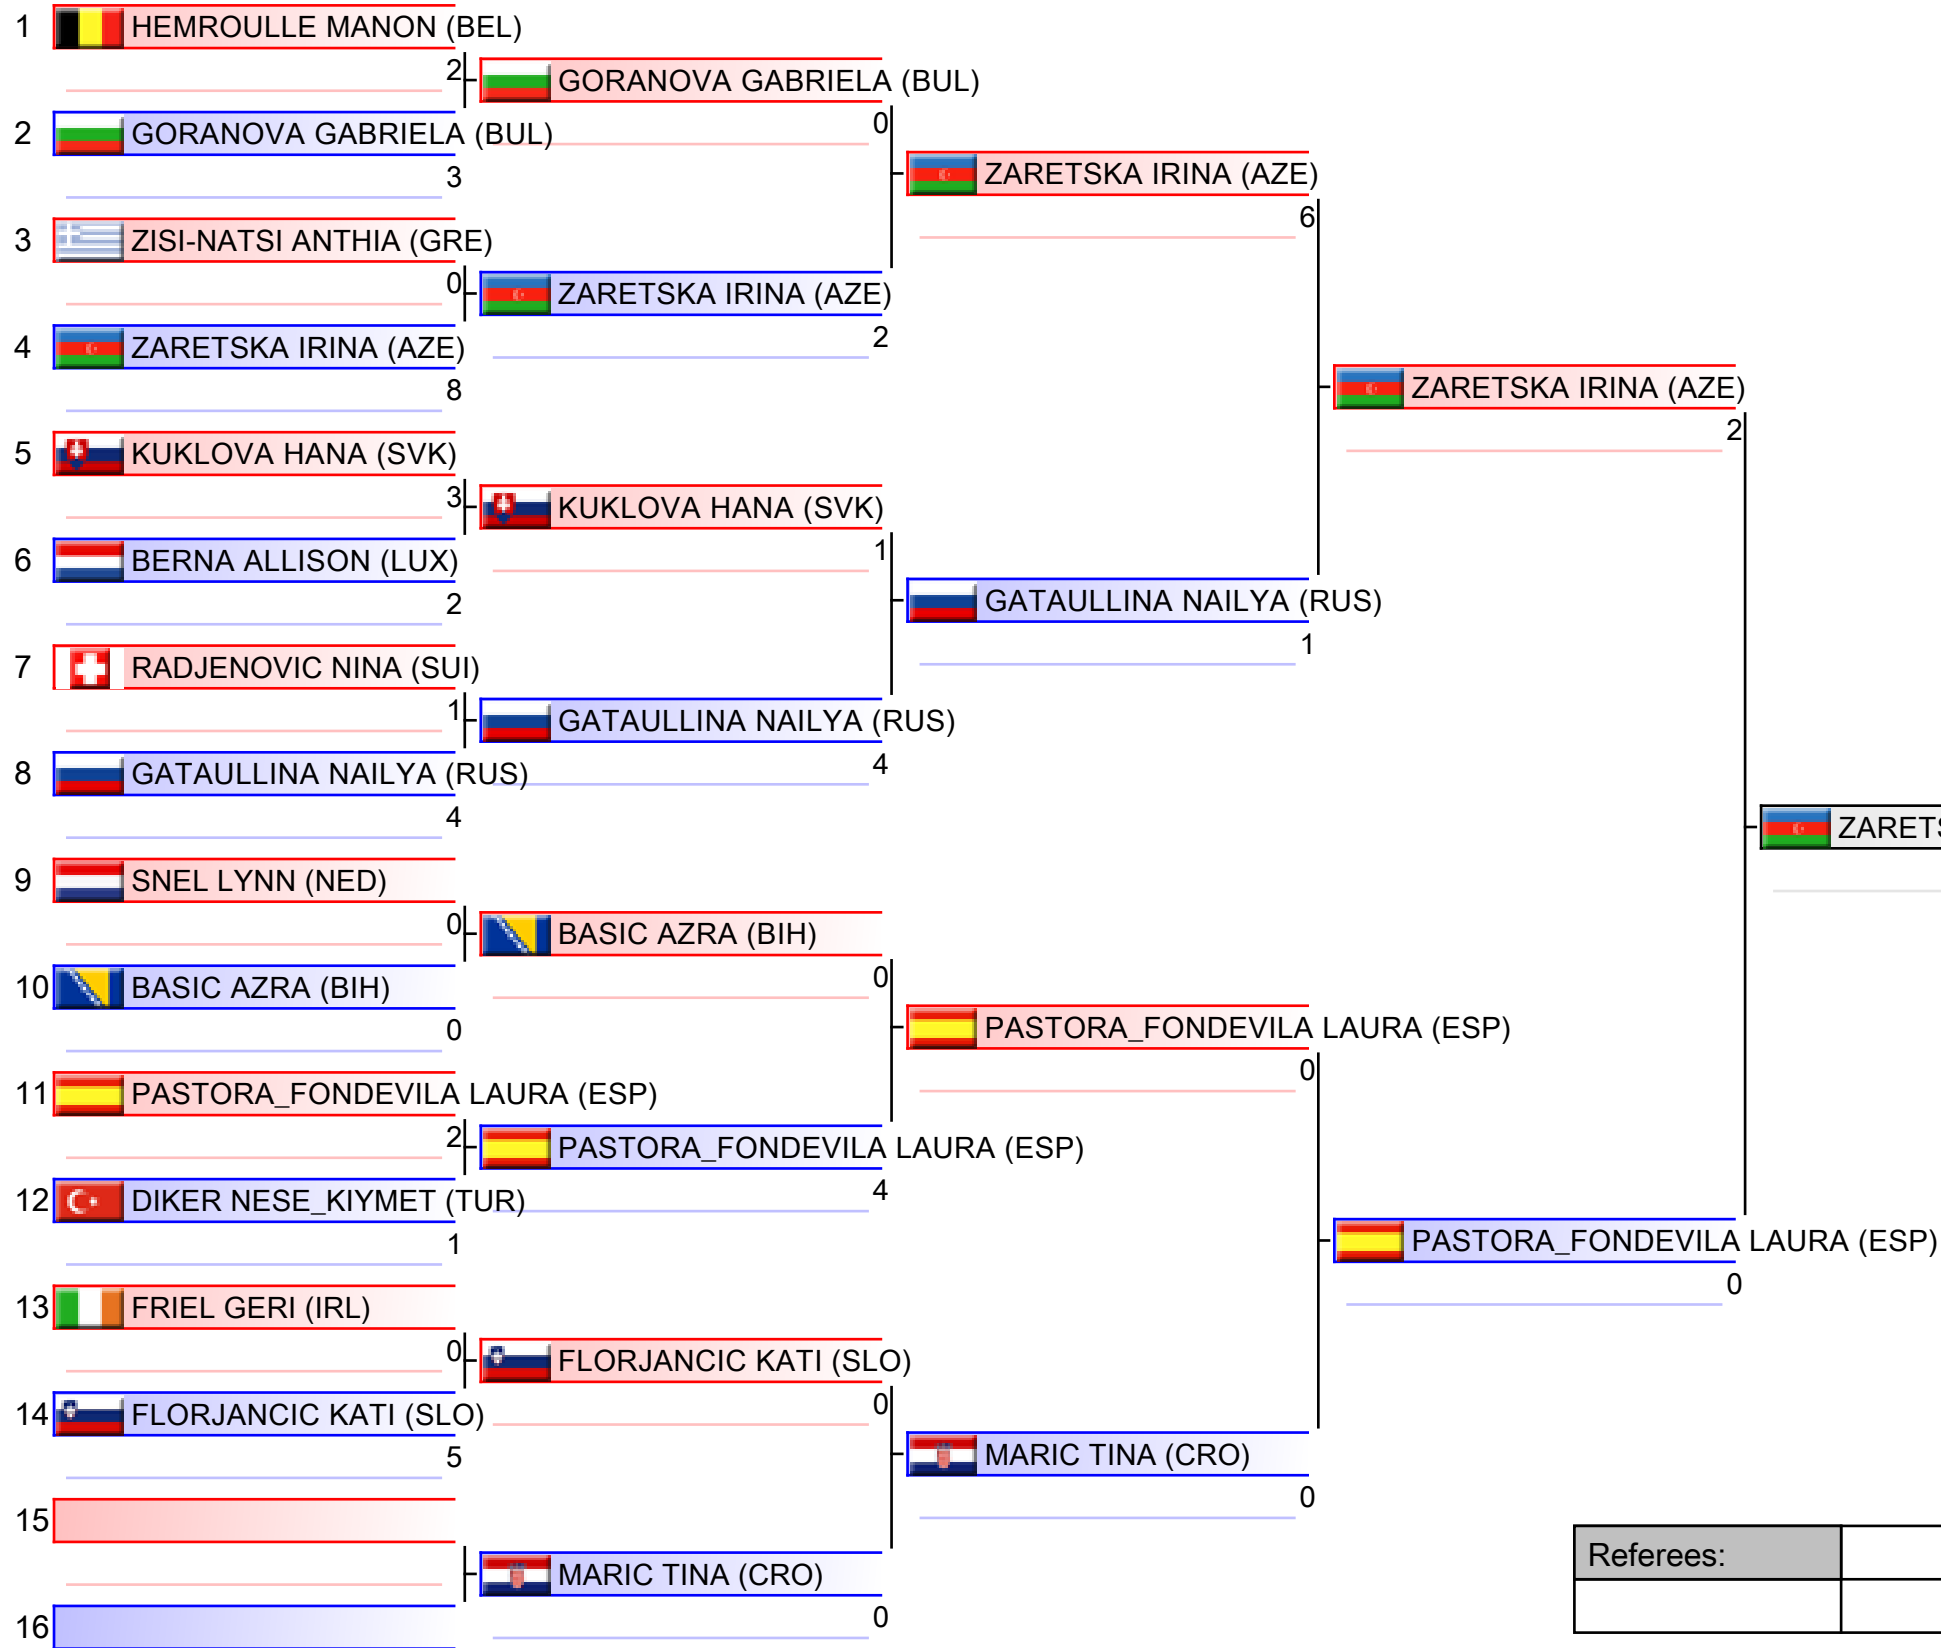 1 HEMROULLE MANON (BEL)
2
GORANOVA GABRIELA (BUL)
0
2 GORANOVA GABRIELA (BUL)
3
ZARETSKA IRINA (AZE)
6
3 ZISI-NATSI ANTHIA (GRE)
0
ZARETSKA IRINA (AZE)
2
4 ZARETSKA IRINA (AZE)
8
ZARETSKA IRINA (AZE)
2
5 KUKLOVA HANA (SVK)
3
KUKLOVA HANA (SVK)
1
6 BERNA ALLISON (LUX)
2
GATAULLINA NAILYA (RUS)
1
7 RADJENOVIC NINA (SUI)
1
GATAULLINA NAILYA (RUS)
4
8 GATAULLINA NAILYA (RUS)
4
9 SNEL LYNN (NED)
0
BASIC AZRA (BIH)
0
10 BASIC AZRA (BIH)
0
PASTORA_FONDEVILA LAURA (ESP)
0
11 PASTORA_FONDEVILA LAURA (ESP)
2
PASTORA_FONDEVILA LAURA (ESP)
4
12 DIKER NESE_KIYMET (TUR)
1
PASTORA_FONDEVILA LAURA (ESP)
0
13 FRIEL GERI (IRL)
0
FLORJANCIC KATI (SLO)
0
14 FLORJANCIC KATI (SLO)
5
MARIC TINA (CRO)
0
15
MARIC TINA (CRO)
0
16
Referees: